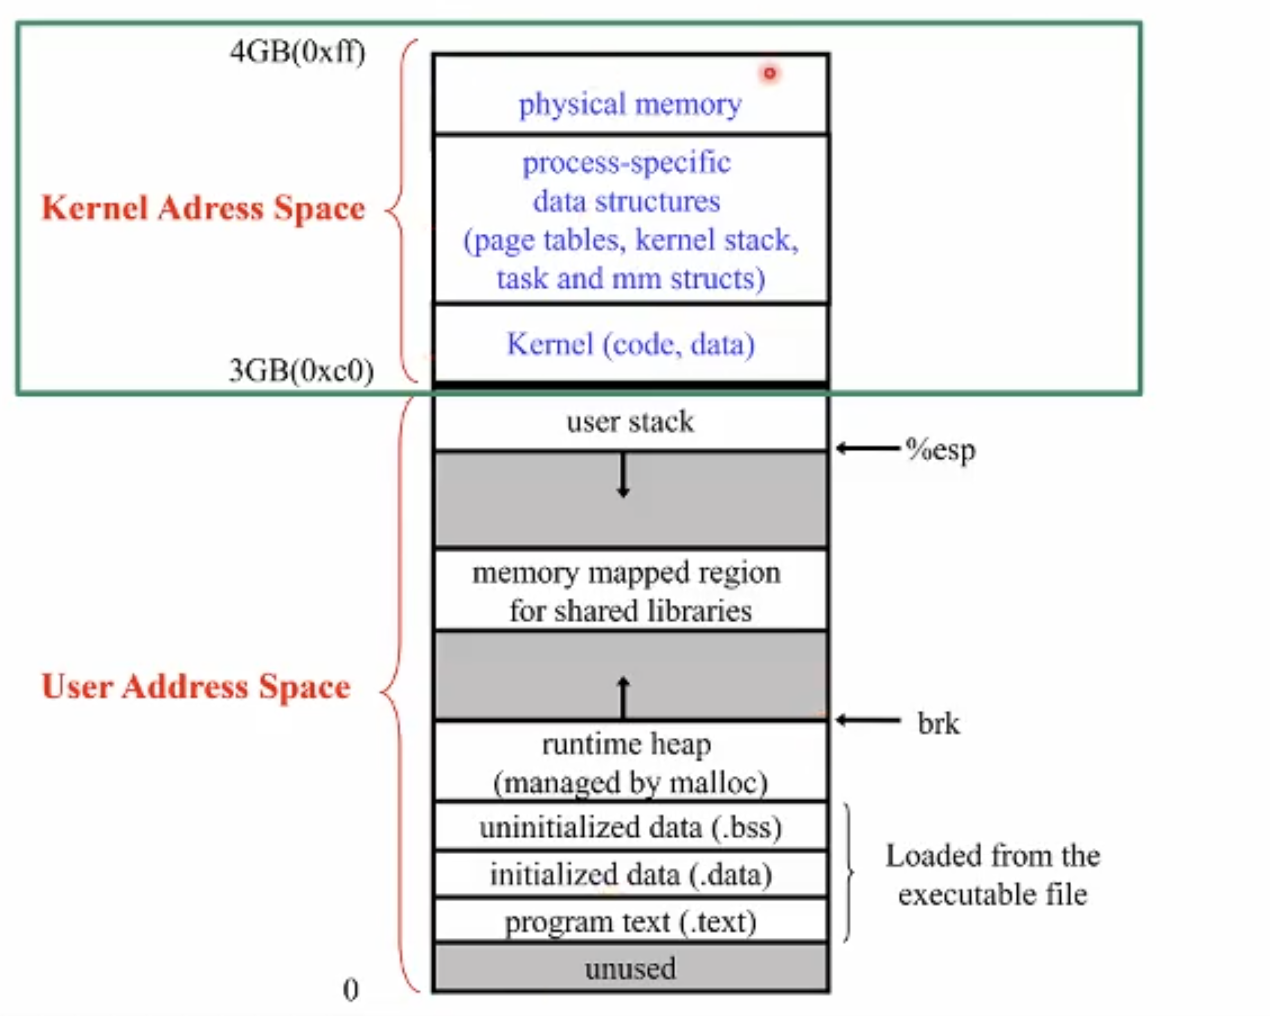 4GB(0xff)
physical memory
process-specific
data structures
(page tables, kernel stack,
task and mm structs)
Kernel Adress Space
Kernel (code, data)
3GB(0xc0)
user stack
%esp
memory mapped region
for shared libraries
User Address Space
brk
runtime heap
(managed by malloc)
uninitialized data (.bss)
initialized data (.data)
program text (.text)
Loaded from the
executable file
unused
0